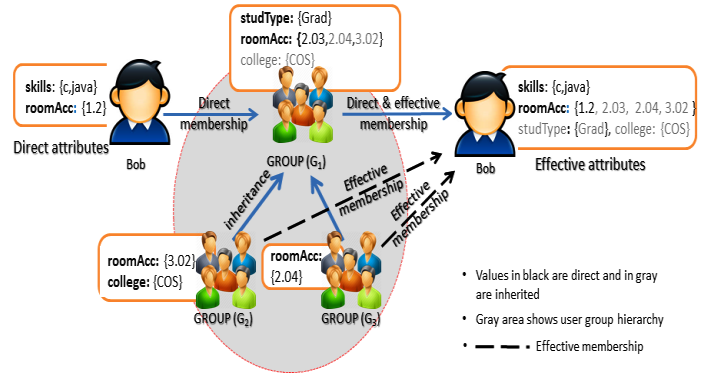 studType: {Grad}
roomAcc: {2.03,2.04,3.02}
college: {COS}
skills: {c,java}
roomAcc: {1.2}
Direct attributes
Bob
Direct
membership
GROUP (G1)
Direct & effective
membership
skills: {c,java}
roomAcc: {1.2, 2.03, 2.04, 3.02 }
studType: {Grad}, college: {COS}
Bob
Effective attributes
inheritance
Effective
membership
Effective
membership
roomAcc: {3.02}
college: {COS}
GROUP (G2)
roomAcc:
{2.04}
GROUP (G3)
• Values in black are direct and in gray
are inherited
• Gray area shows user group hierarchy
• Effective membership